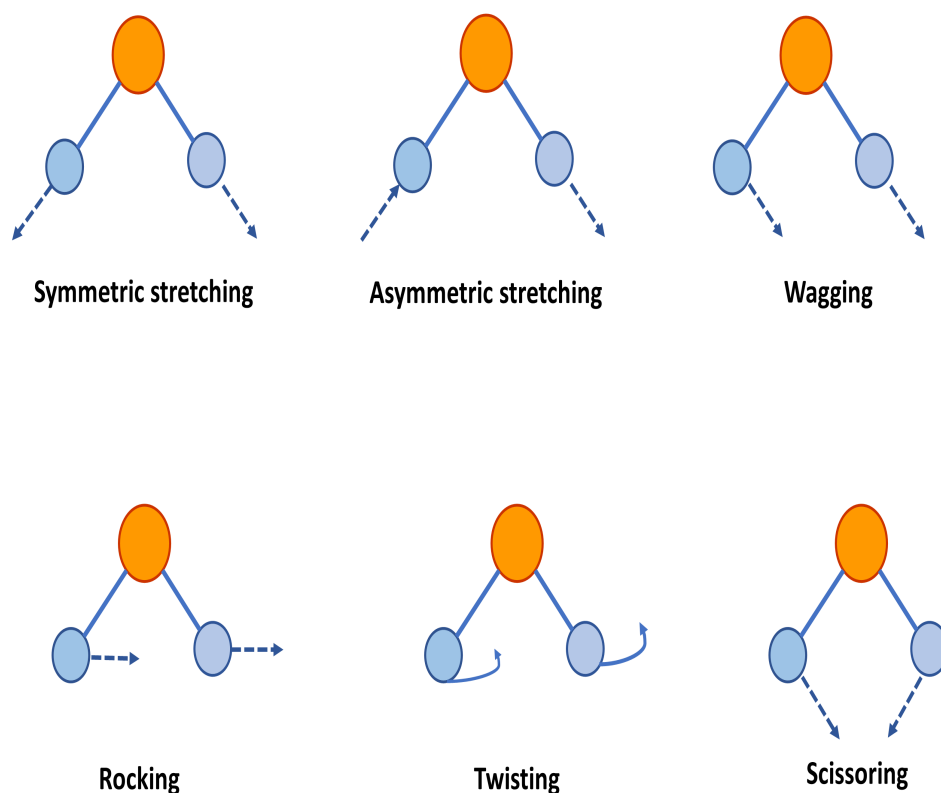 Symmetric stretching
Asymmetric stretching
Wagging
Rocking
Twisting
Scissoring